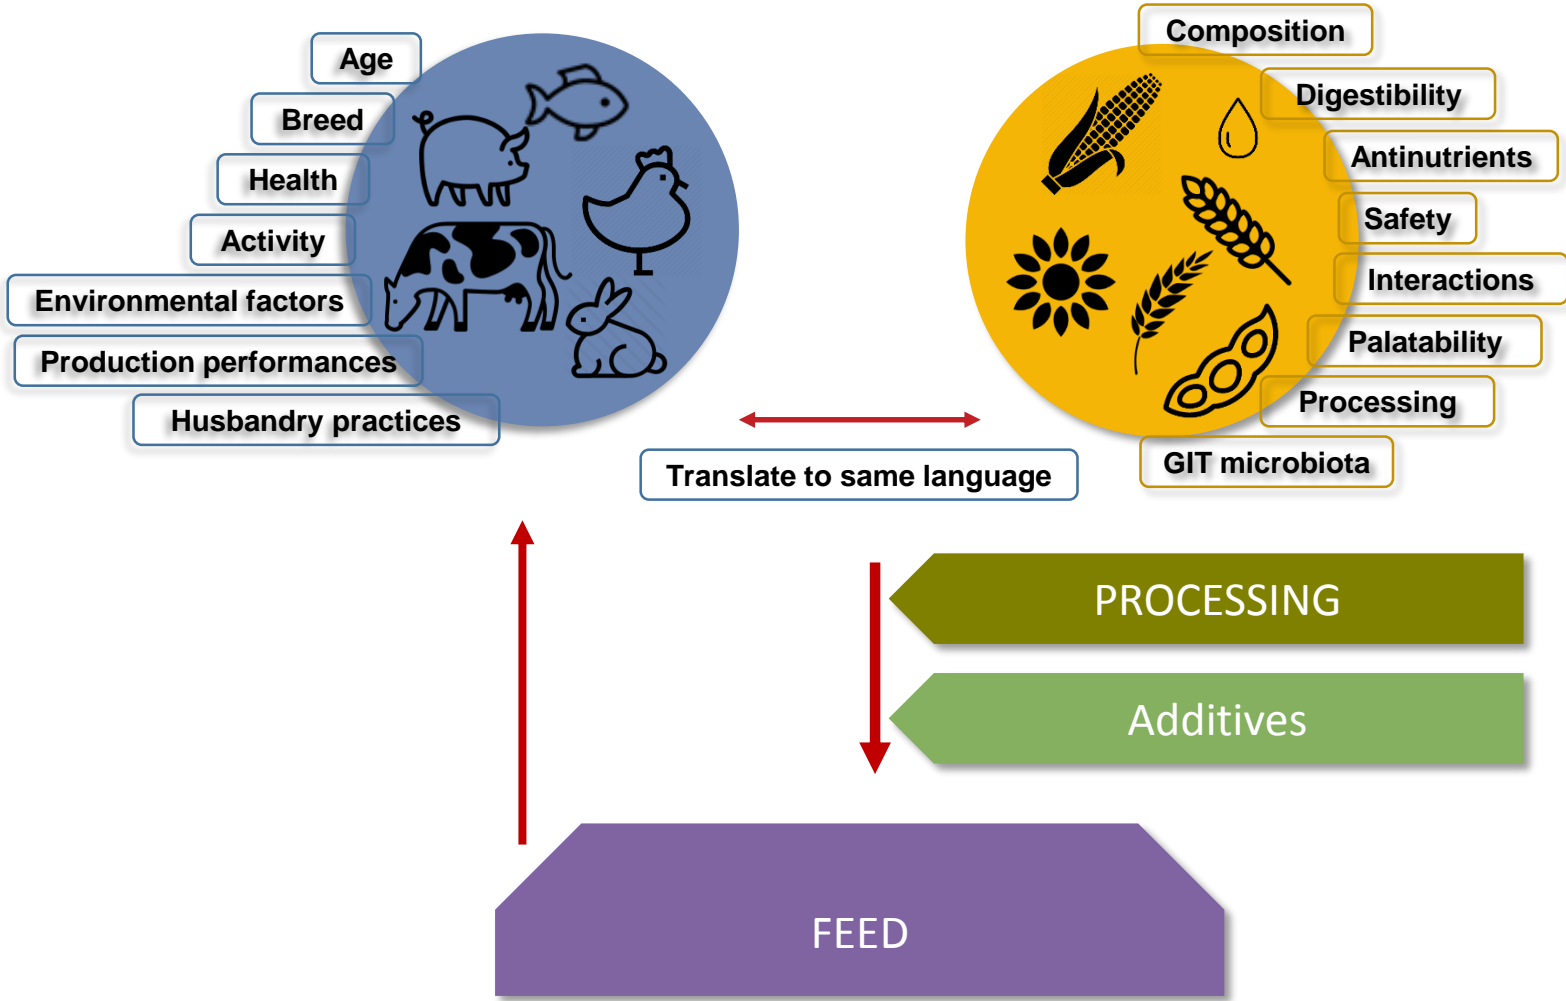 Age
Breed
Health
Activity
Environmental factors
Production performances
Husbandry practices
Composition
Digestibility
Antinutrients
Safety
Interactions
Palatability
Processing
GIT microbiota
Translate to same language
PROCESSING
Additives
FEED